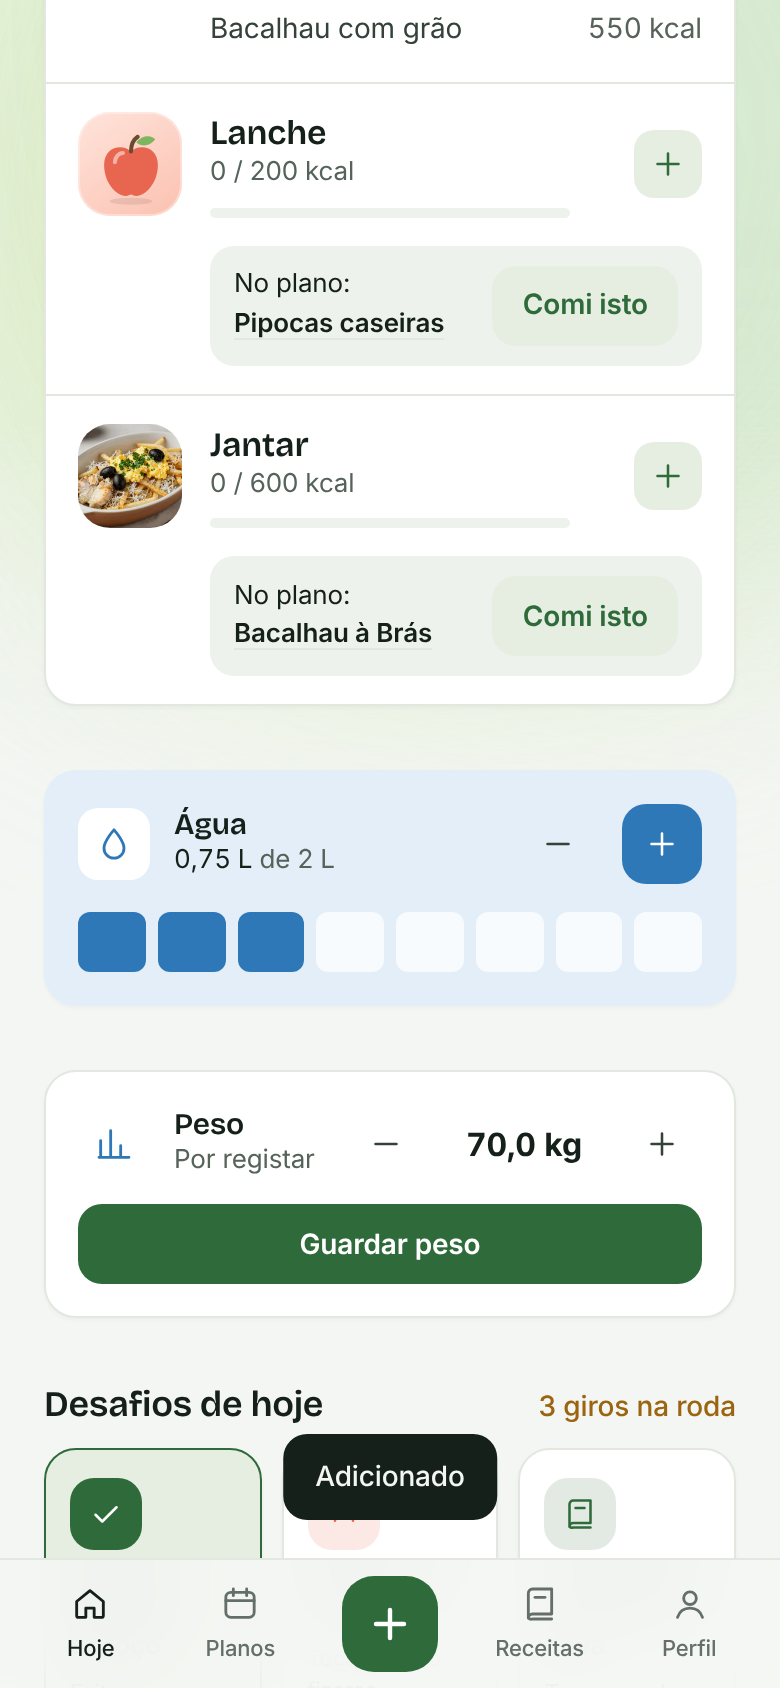 Bacalhau com grão 550 kcal
Lanche
0 / 200 kcal
No plano:
Pipocas caseiras
Comi isto
Jantar
0 / 600 kcal
No plano:
Bacalhau à Brás
Comi isto
Água
0,75 L de 2 L
Peso
Por registar
70,0 kg
Guardar peso
Desafios de hoje
3 giros na roda
Adicionado
Hoje
Planos
Receitas
Perfil